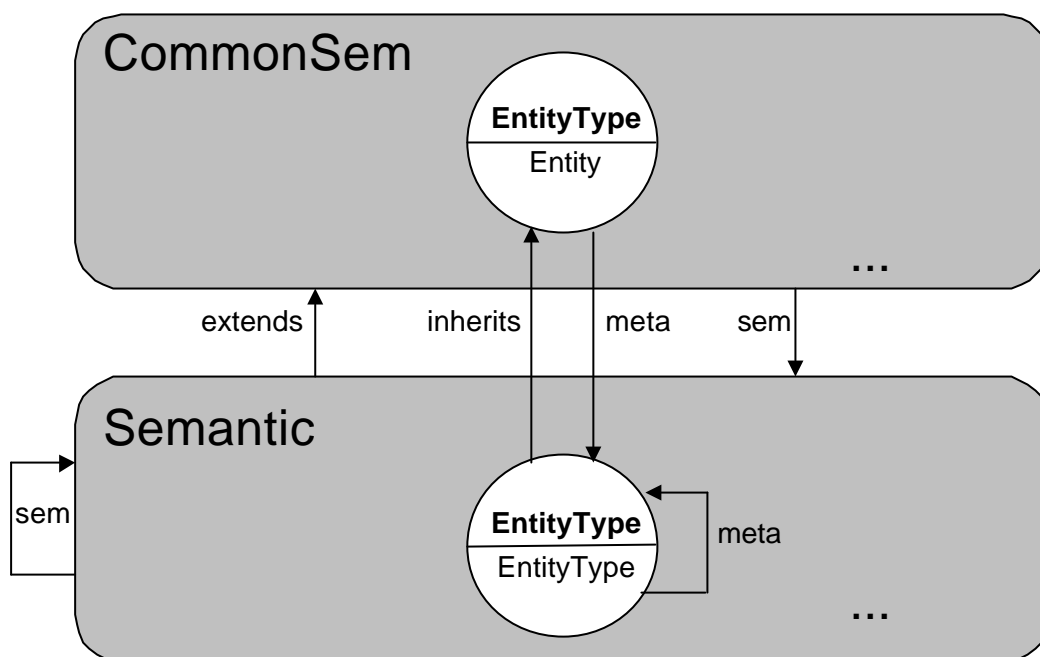 CommonSem
EntityType
Entity
...
extends
inherits
meta
sem
Semantic
sem
EntityType
EntityType
meta
...